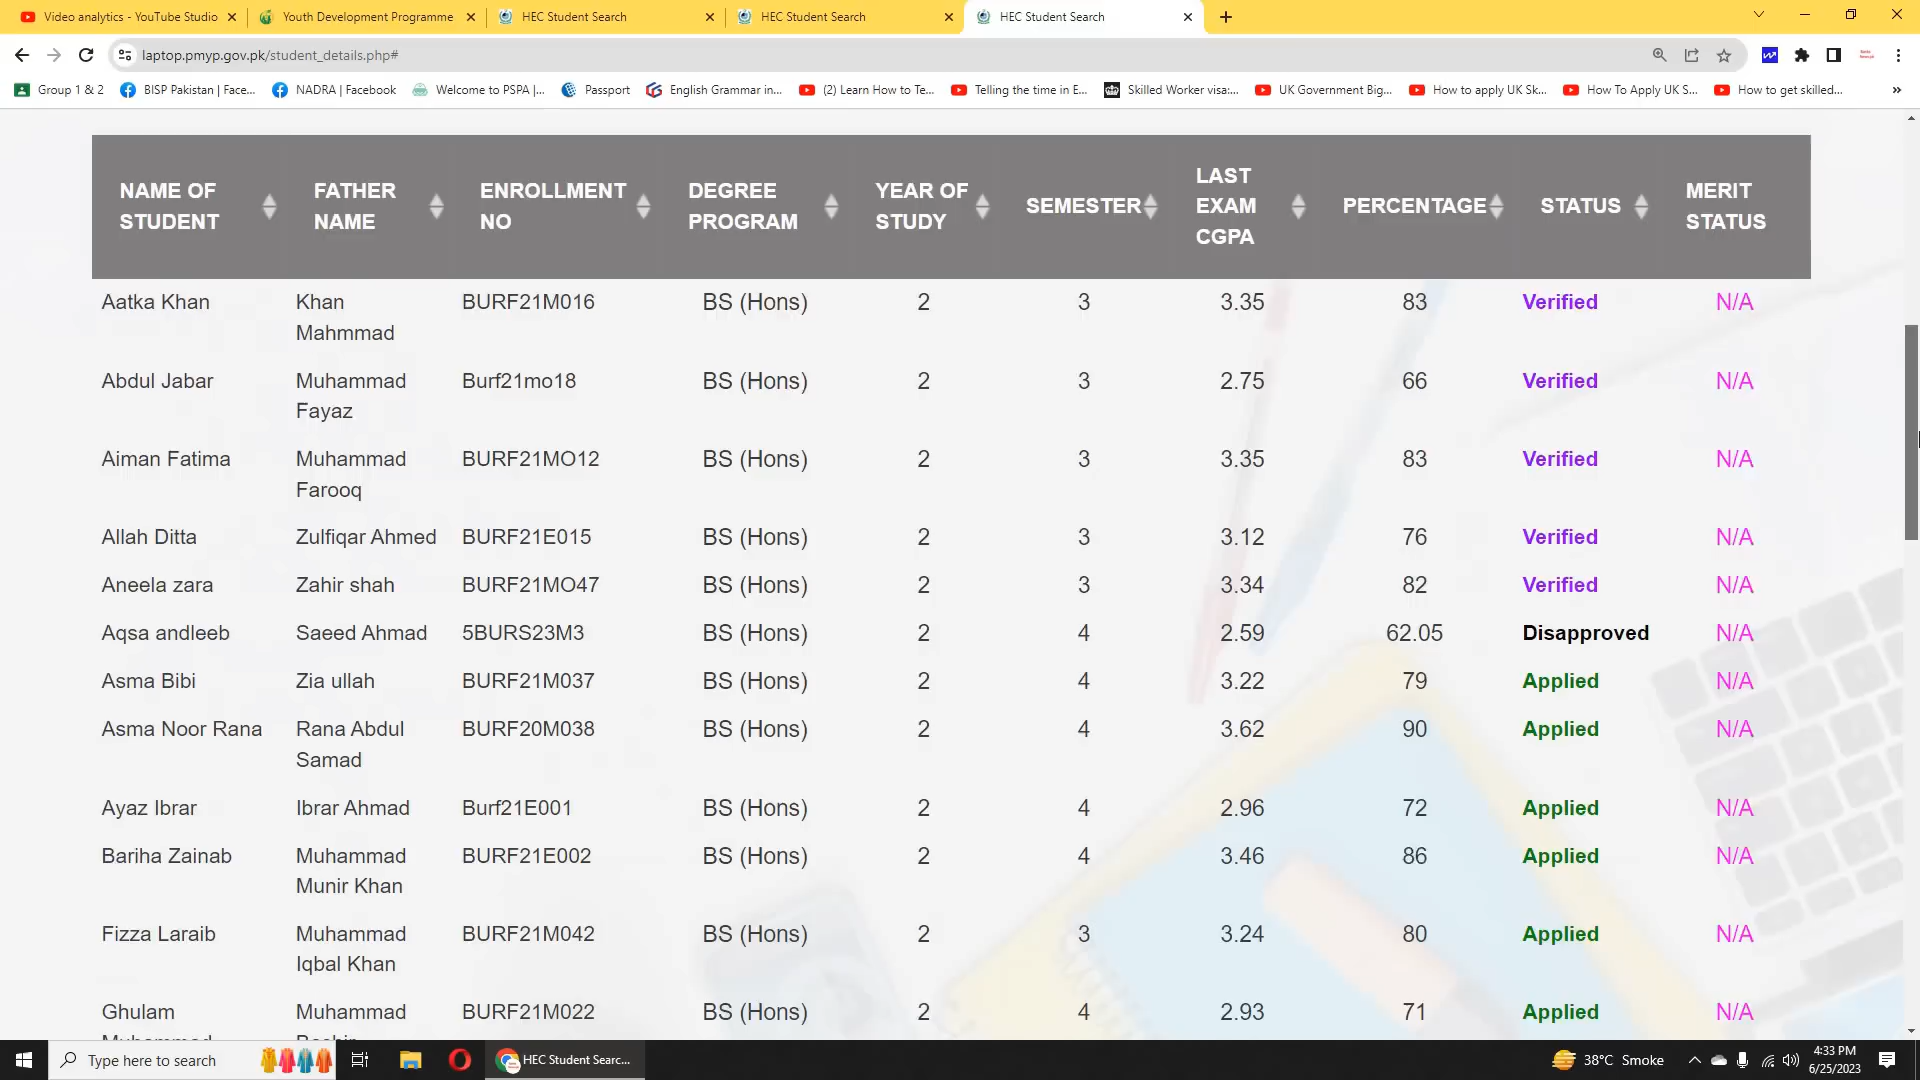 Video analytics - YouTube Studio
Youth Development Programme
HEC Student Search
HEC Student Search
HEC Student Search
laptop.pmyp.gov.pk/student_details.php#
Group 1 & 2
BISP Pakistan | Face...
NADRA | Facebook
Welcome to PSPA |...
Passport
English Grammar in...
(2) Learn How to Te...
Telling the time in E...
Skilled Worker visa:...
UK Government Big...
How to apply UK Sk...
How To Apply UK S...
How to get skilled...
NAME OF STUDENT
FATHER NAME
ENROLLMENT NO
DEGREE PROGRAM
YEAR OF STUDY
SEMESTER
LAST EXAM CGPA
PERCENTAGE
STATUS
MERIT STATUS
Aatka Khan Khan Mahmmad BURF21M016 BS (Hons) 2 3 3.35 83 Verified N/A
Abdul Jabar Muhammad Fayaz Burf21mo18 BS (Hons) 2 3 2.75 66 Verified N/A
Aiman Fatima Muhammad Farooq BURF21MO12 BS (Hons) 2 3 3.35 83 Verified N/A
Allah Ditta Zulfiqar Ahmed BURF21E015 BS (Hons) 2 3 3.12 76 Verified N/A
Aneela zara Zahir shah BURF21MO47 BS (Hons) 2 3 3.34 82 Verified N/A
Aqsa andleeb Saeed Ahmad 5BURS23M3 BS (Hons) 2 4 2.59 62.05 Disapproved N/A
Asma Bibi Zia ullah BURF21M037 BS (Hons) 2 4 3.22 79 Applied N/A
Asma Noor Rana Rana Abdul Samad BURF20M038 BS (Hons) 2 4 3.62 90 Applied N/A
Ayaz Ibrar Ibrar Ahmad Burf21E001 BS (Hons) 2 4 2.96 72 Applied N/A
Bariha Zainab Muhammad Munir Khan BURF21E002 BS (Hons) 2 4 3.46 86 Applied N/A
Fizza Laraib Muhammad Iqbal Khan BURF21M042 BS (Hons) 2 3 3.24 80 Applied N/A
Ghulam Muhammad BURF21M022 BS (Hons) 2 4 2.93 71 Applied N/A
Type here to search
HEC Student Searc...
38°C Smoke
4:33 PM
6/25/2023